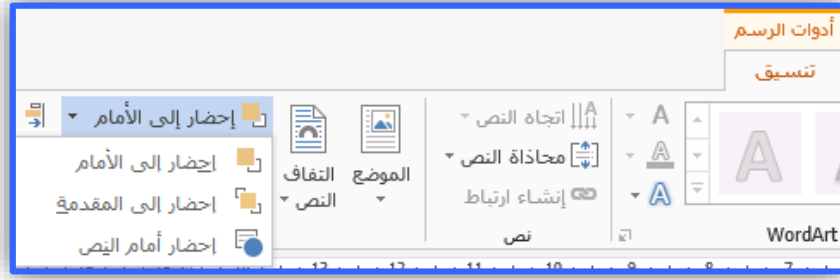 أدوات الرسم
تنسيق
اتجاه النص
محاذاة النص
إنشاء ارتباط
نص
WordArt
الموضع
التفاف
النص
إحضار إلى الأمام
إحضار إلى الأمام
إحضار إلى المقدمة
إحضار أمام النص